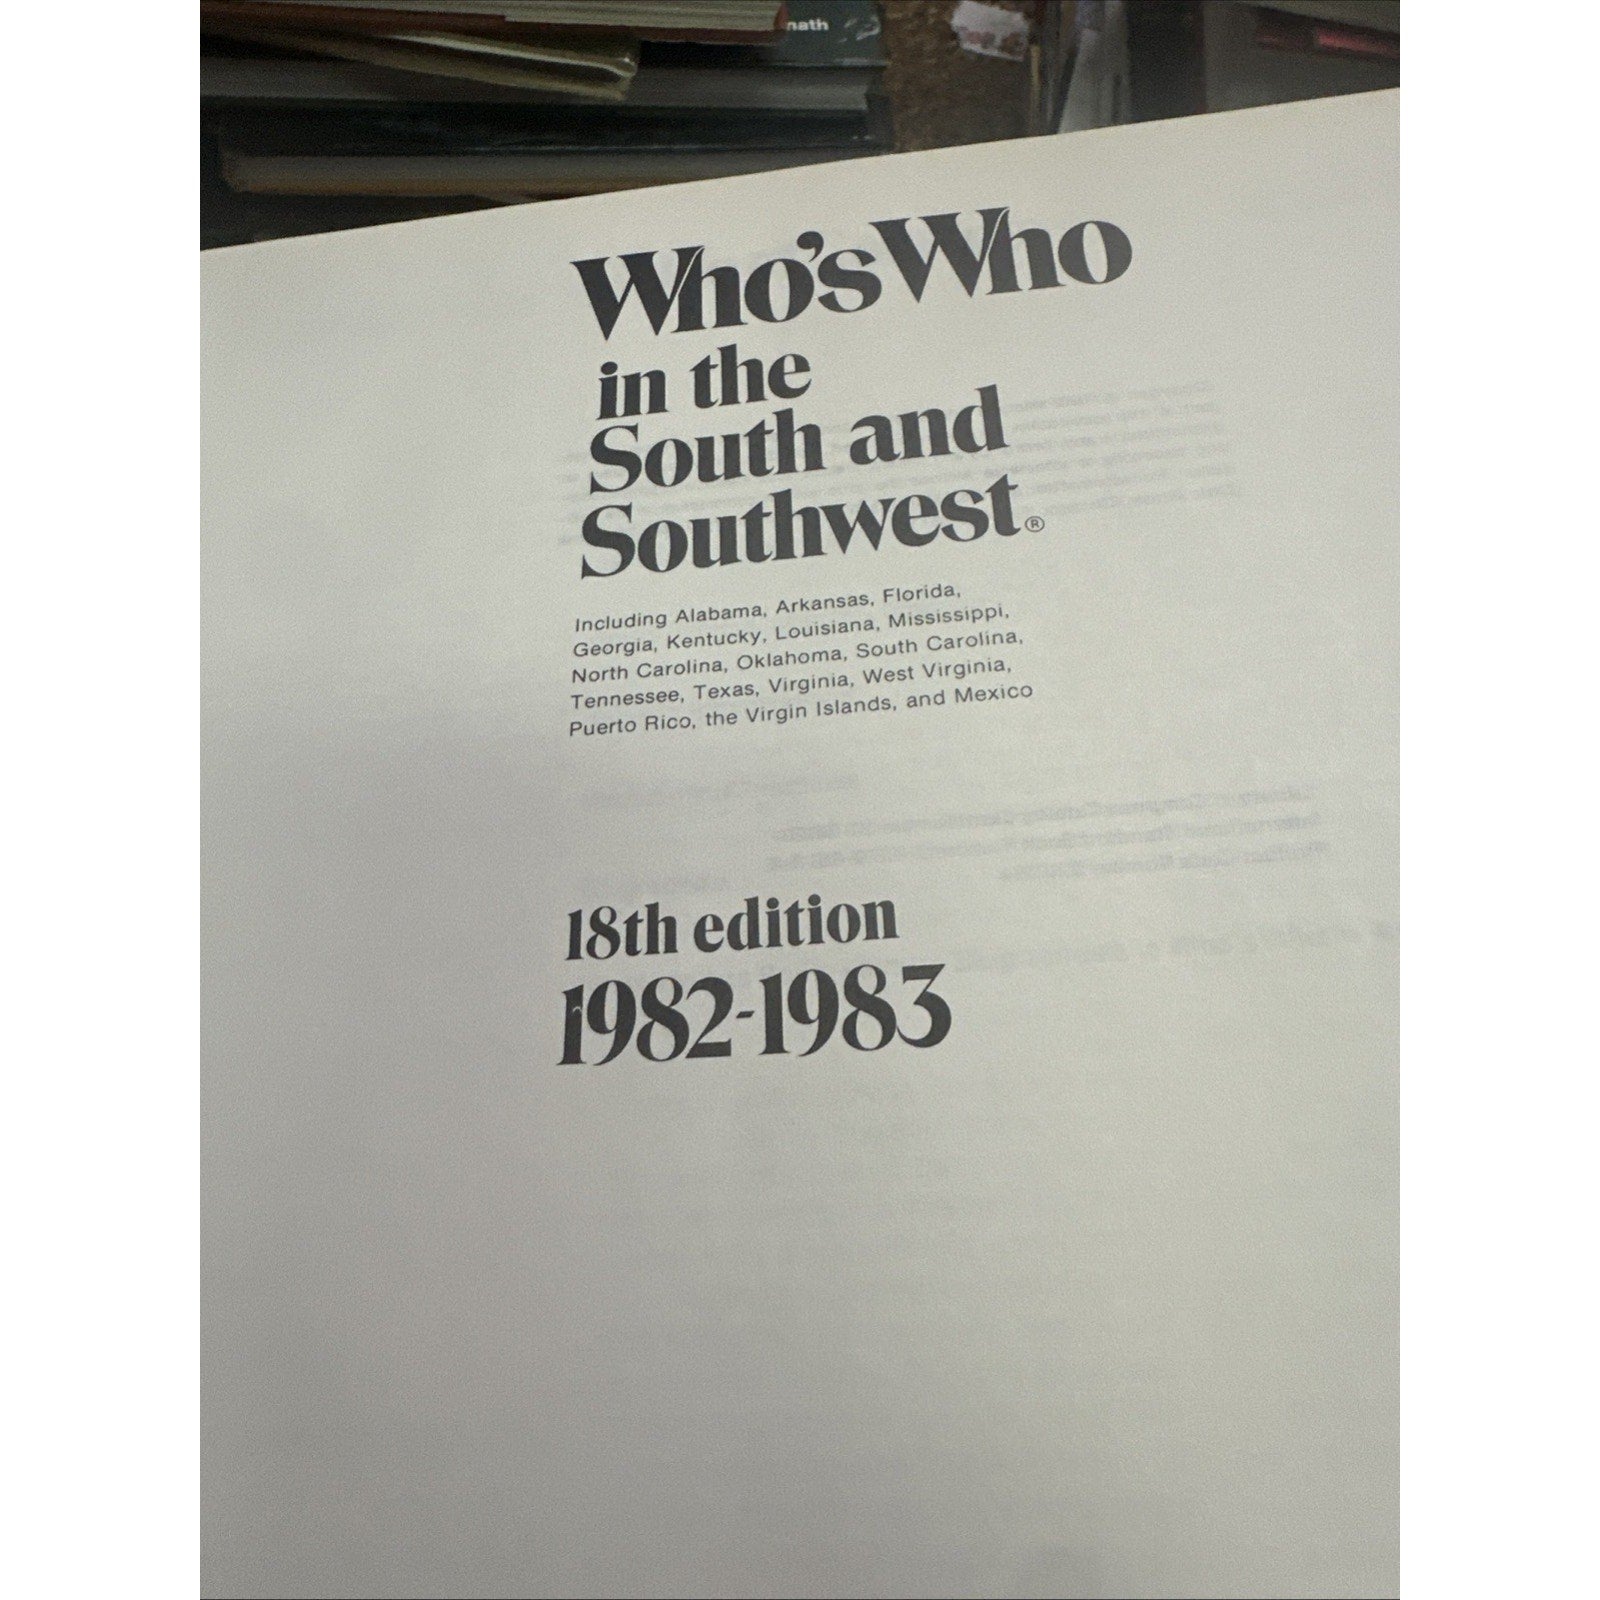 Who's Who
in the
South and
Southwest®
Including Alabama, Arkansas, Florida,
Georgia, Kentucky, Louisiana, Mississippi,
North Carolina, Oklahoma, South Carolina,
Tennessee, Texas, Virginia, West Virginia,
Puerto Rico, the Virgin Islands, and Mexico
18th edition
1982-1983